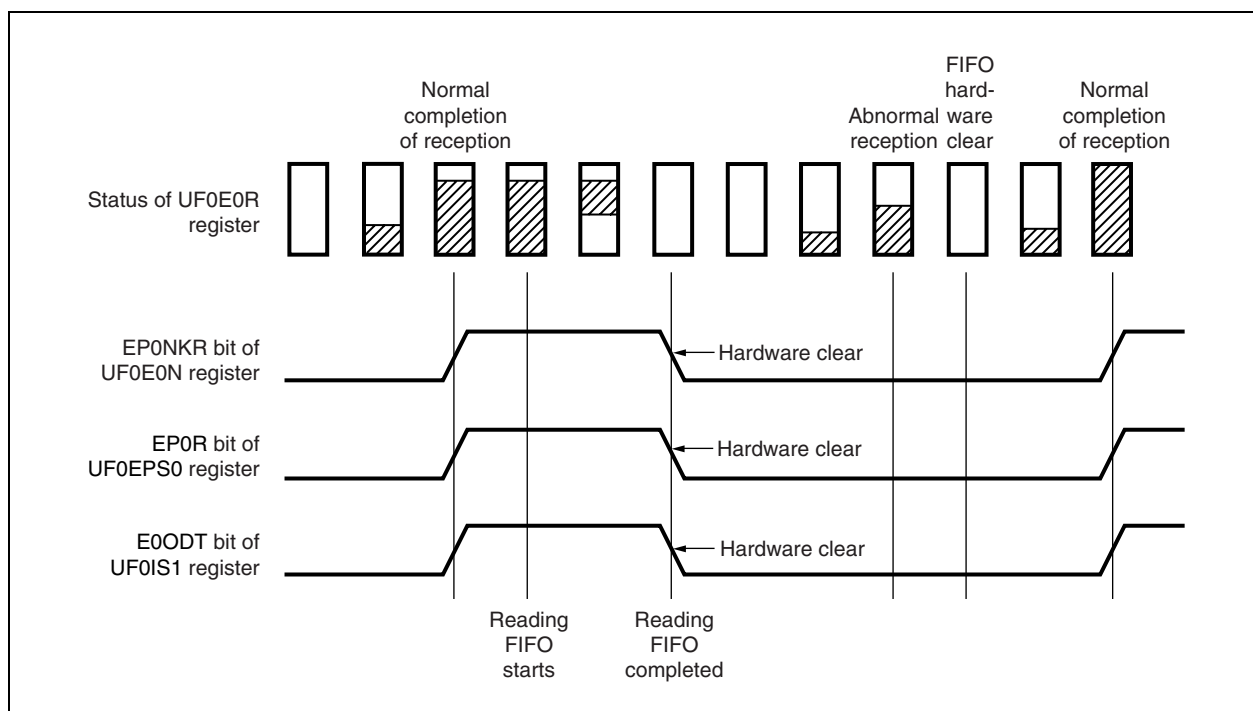 Normal
completion
of reception
Abnormal
reception
FIFO
hard-
ware
clear
Normal
completion
of reception
Status of UF0E0R
register
EP0NKR bit of
UF0E0N register
Hardware clear
EP0R bit of
UF0EPS0 register
Hardware clear
E0ODT bit of
UF0IS1 register
Hardware clear
Reading
FIFO
starts
Reading
FIFO
completed